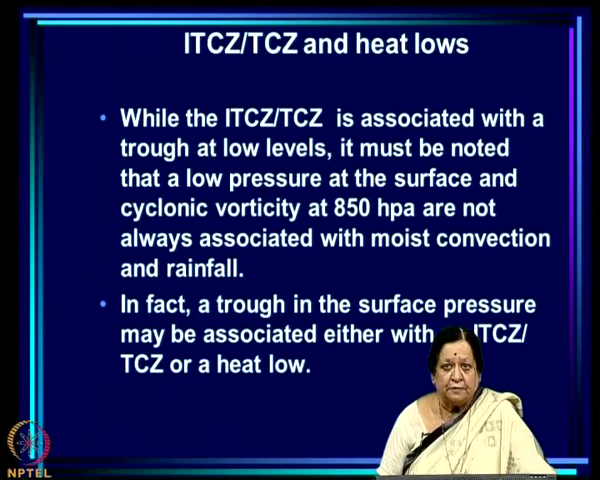 ITCZ/TCZ and heat lows
• While the ITCZ/TCZ is associated with a
trough at low levels, it must be noted
that a low pressure at the surface and
cyclonic vorticity at 850 hpa are not
always associated with moist convection
and rainfall.
• In fact, a trough in the surface pressure
may be associated either with ITCZ/
TCZ or a heat low.
NPTEL